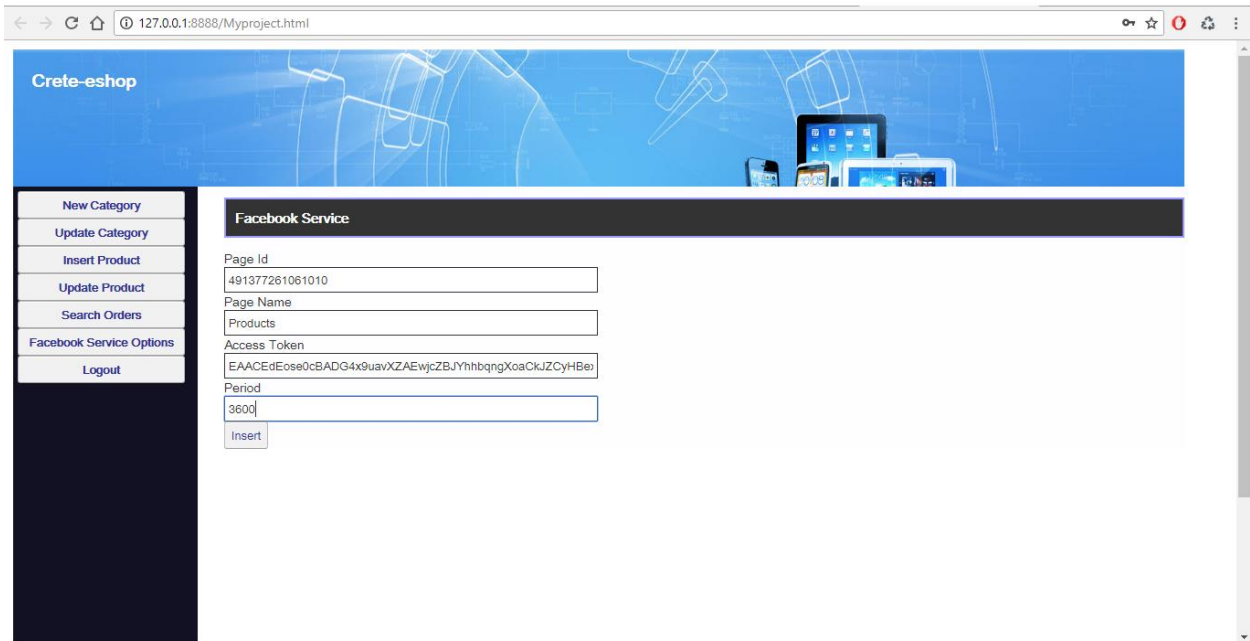 127.0.0.1:8888/Myproject.html
Crete-eshop
New Category
Update Category
Insert Product
Update Product
Search Orders
Facebook Service Options
Logout
Facebook Service
Page Id
491377261061010
Page Name
Products
Access Token
EAACEdEose0cBADG4x9uavXZAEwjcZBJYhhbqngXoaCkJZCyHBex
Period
3600
Insert